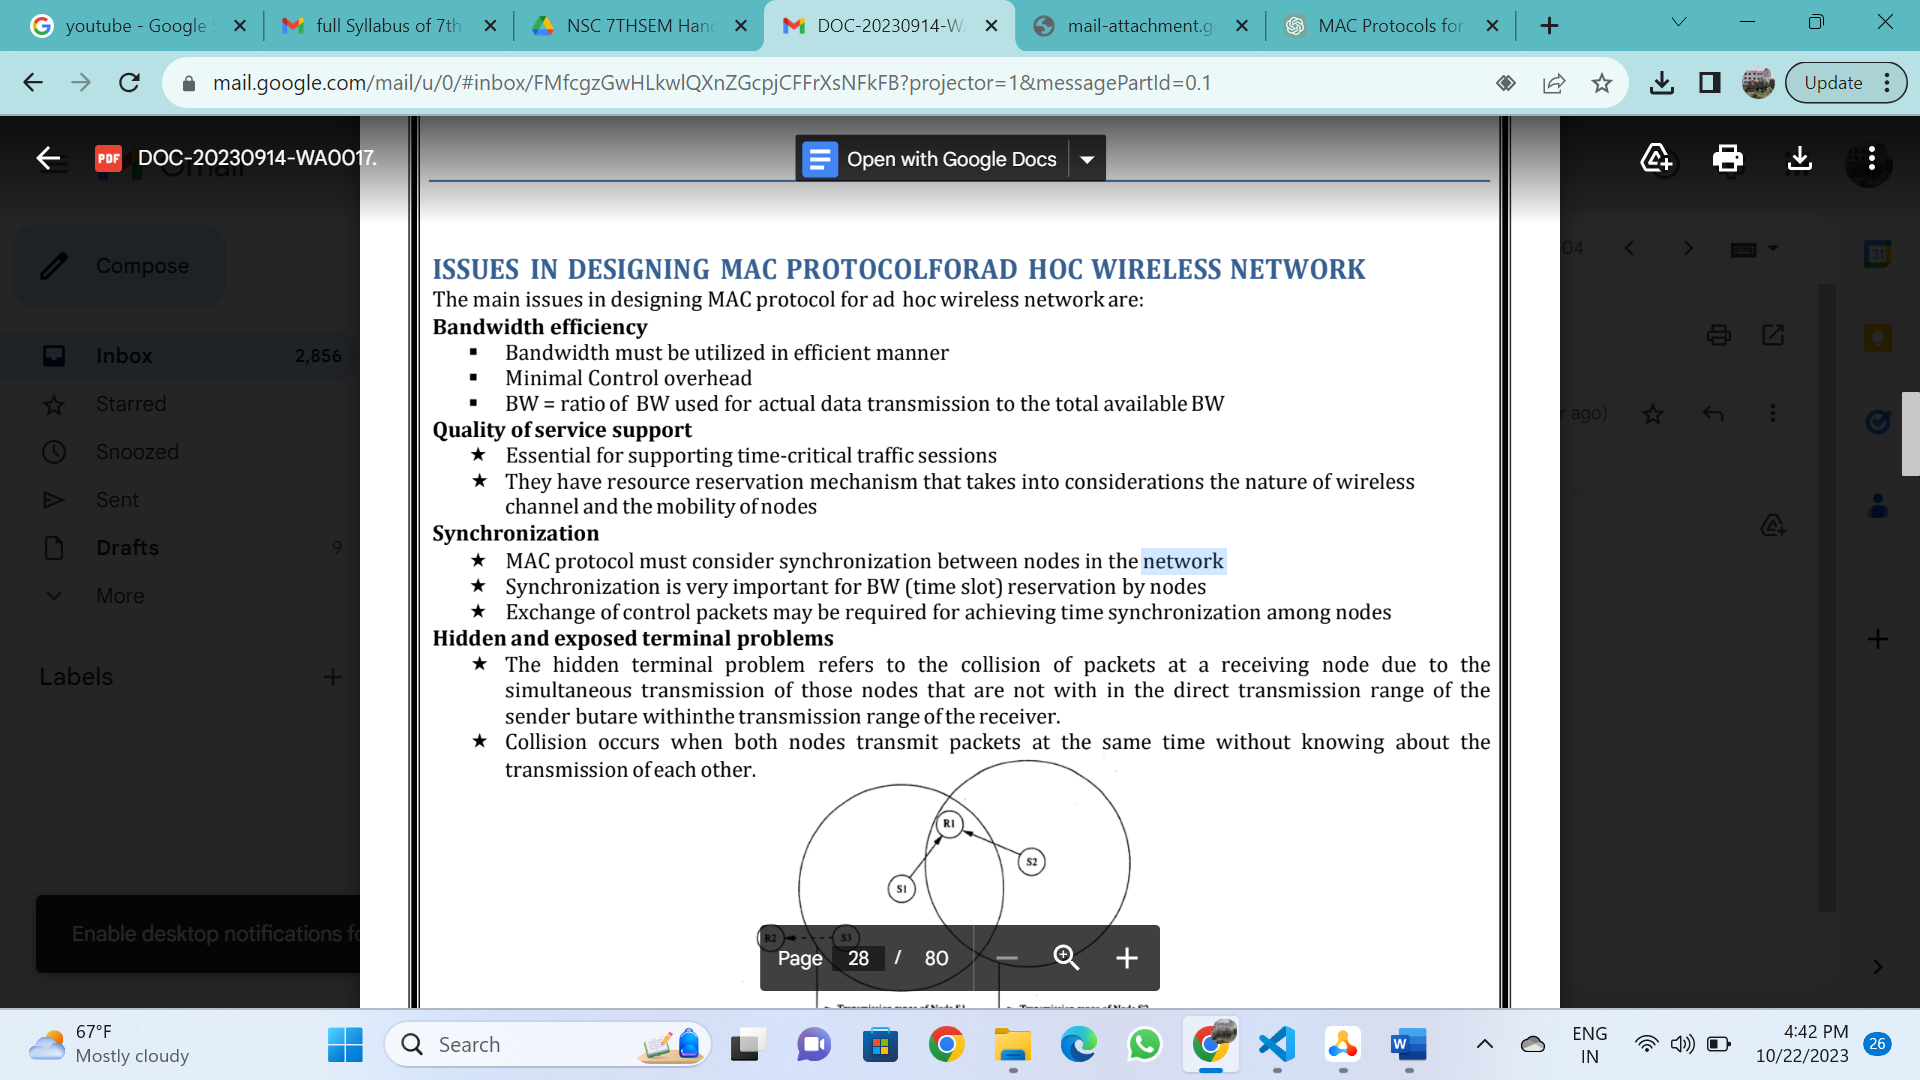 youtube - Google
full Syllabus of 7th
NSC 7THSEM Hand
DOC-20230914-W
mail-attachment.g
MAC Protocols for
mail.google.com/mail/u/0/#inbox/FMfcgzGwHLkwlQXnZGcpjCFFrXsNFkFB?projector=1&messagePartId=0.1
Update
PDF DOC-20230914-WA0017.
Gmail
Open with Google Docs
Compose
Inbox 2,856
Starred
Snoozed
Sent
Drafts 9
More
Labels
Enable desktop notifications fo
04
r ago)
31
ISSUES IN DESIGNING MAC PROTOCOLFORAD HOC WIRELESS NETWORK
The main issues in designing MAC protocol for ad hoc wireless network are:
Bandwidth efficiency
▪ Bandwidth must be utilized in efficient manner
▪ Minimal Control overhead
▪ BW = ratio of BW used for actual data transmission to the total available BW
Quality of service support
★ Essential for supporting time-critical traffic sessions
★ They have resource reservation mechanism that takes into considerations the nature of wireless
channel and the mobility of nodes
Synchronization
★ MAC protocol must consider synchronization between nodes in the network
★ Synchronization is very important for BW (time slot) reservation by nodes
★ Exchange of control packets may be required for achieving time synchronization among nodes
Hidden and exposed terminal problems
★ The hidden terminal problem refers to the collision of packets at a receiving node due to the
simultaneous transmission of those nodes that are not with in the direct transmission range of the
sender butare withinthe transmission range of the receiver.
★ Collision occurs when both nodes transmit packets at the same time without knowing about the
transmission of each other.
R1
S2
S1
R2 S3
Page 28 / 80
67°F
Mostly cloudy
Search
ENG
IN
4:42 PM
10/22/2023
26